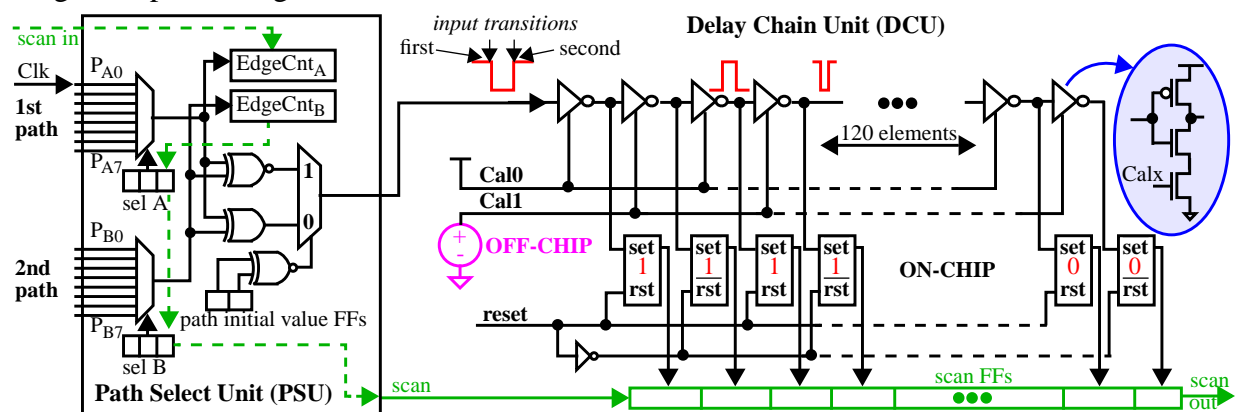 input transitions
first
second
Delay Chain Unit (DCU)
scan in
Clk
P_A0
1st
path
P_A7
sel A
EdgeCnt_A
EdgeCnt_B
1
0
P_B0
2nd
path
P_B7
sel B
path initial value FFs
Path Select Unit (PSU)
120 elements
Cal0
Cal1
+
-
OFF-CHIP
ON-CHIP
Calx
set
1
rst
set
1
rst
set
1
rst
set
1
rst
set
0
rst
set
0
rst
reset
scan
scan FFs
scan
out